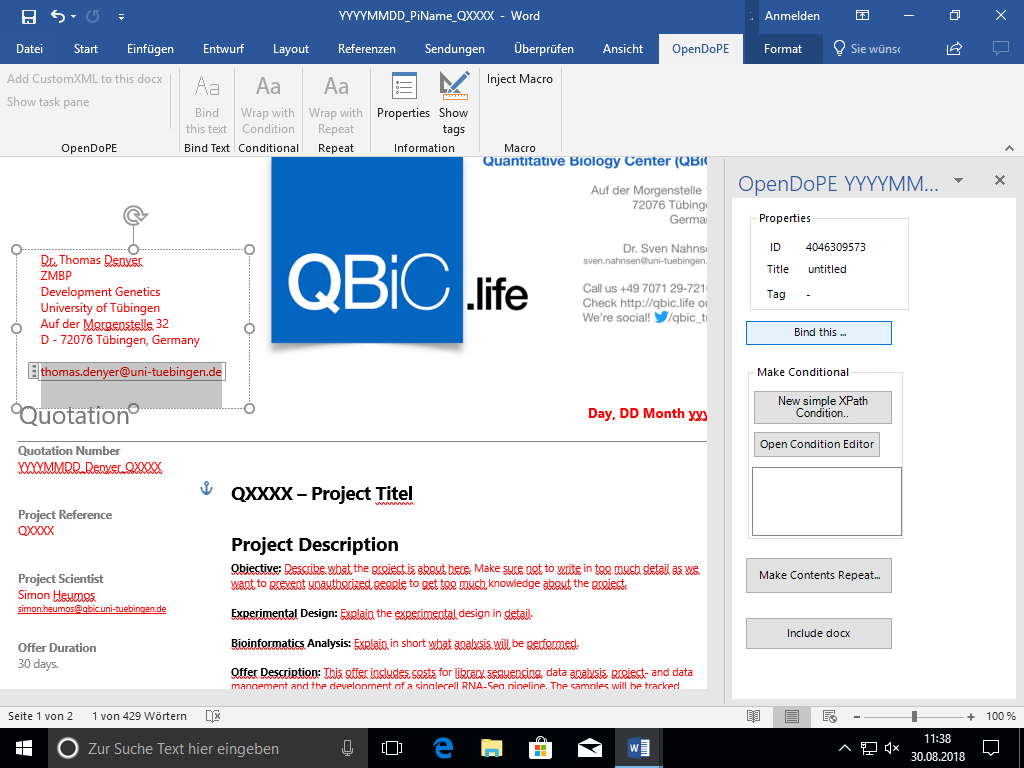 YYYYMMDD_PiName_QXXXX - Word
Anmelden
Datei Start Einfügen Entwurf Layout Referenzen Sendungen Überprüfen Ansicht OpenDoPE Format Sie wünsc
Add CustomXML to this docx
Show task pane
OpenDoPE
Aa
Bind
this text
Bind Text
Aa
Wrap with
Condition
Conditional
Aa
Wrap with
Repeat
Repeat
Properties
Show
tags
Information
Inject Macro
Macro
Dr. Thomas Denyer
ZMBP
Development Genetics
University of Tübingen
Auf der Morgenstelle 32
D - 72076 Tübingen, Germany
thomas.denyer@uni-tuebingen.de
QBiC
.life
Quantitative Biology Center (QBiC
Auf der Morgenstelle
72076 Tübing
Germa
Dr. Sven Nahns
sven.nahnsen@uni-tuebingen.
Call us +49 7071 29-721
Check http://qbic.life o
We're social! /qbic_t
Quotation
Day, DD Month yyy
Quotation Number
YYYYMMDD_Denyer_QXXXX
Project Reference
QXXXX
Project Scientist
Simon Heumos
simon.heumos@qbic.uni-tuebingen.de
Offer Duration
30 days.
QXXXX – Project Titel
Project Description
Objective: Describe what the project is about here. Make sure not to write in too much detail as we
want to prevent unauthorized people to get too much knowledge about the project.
Experimental Design: Explain the experimental design in detail.
Bioinformatics Analysis: Explain in short what analysis will be performed.
Offer Description: This offer includes costs for library sequencing, data analysis, project- and data
mangement and the development of a singlecell RNA-Seq pipeline. The samples will be tracked
OpenDoPE YYYYMM...
Properties
ID 4046309573
Title untitled
Tag -
Bind this ...
Make Conditional
New simple XPath
Condition..
Open Condition Editor
Make Contents Repeat...
Include docx
Seite 1 von 2 1 von 429 Wörtern
100 %
Zur Suche Text hier eingeben
11:38
30.08.2018